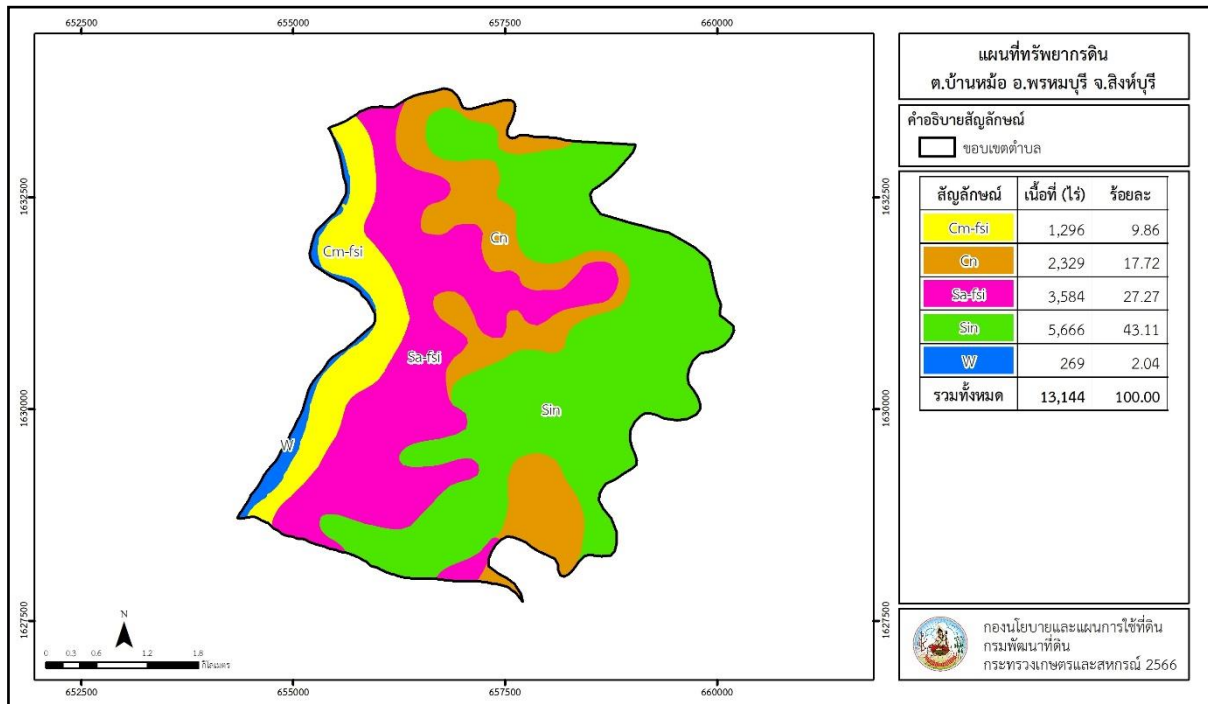 652500 655000 657500 660000
1632500 1632500
Cm-fsi
Cn
Sa-fsi
1630000 1630000
Sin
W
1627500 1627500
N
0 0.3 0.6 1.2 1.8
กิโลเมตร
652500 655000 657500 660000
แผนที่ทรัพยากรดิน
ต.บ้านหม้อ อ.พรหมบุรี จ.สิงห์บุรี
คำอธิบายสัญลักษณ์
ขอบเขตตำบล
สัญลักษณ์ เนื้อที่ (ไร่) ร้อยละ
Cm-fsi 1,296 9.86
Cn 2,329 17.72
Sa-fsi 3,584 27.27
Sin 5,666 43.11
W 269 2.04
รวมทั้งหมด 13,144 100.00
กองนโยบายและแผนการใช้ที่ดิน
กรมพัฒนาที่ดิน
กระทรวงเกษตรและสหกรณ์ 2566